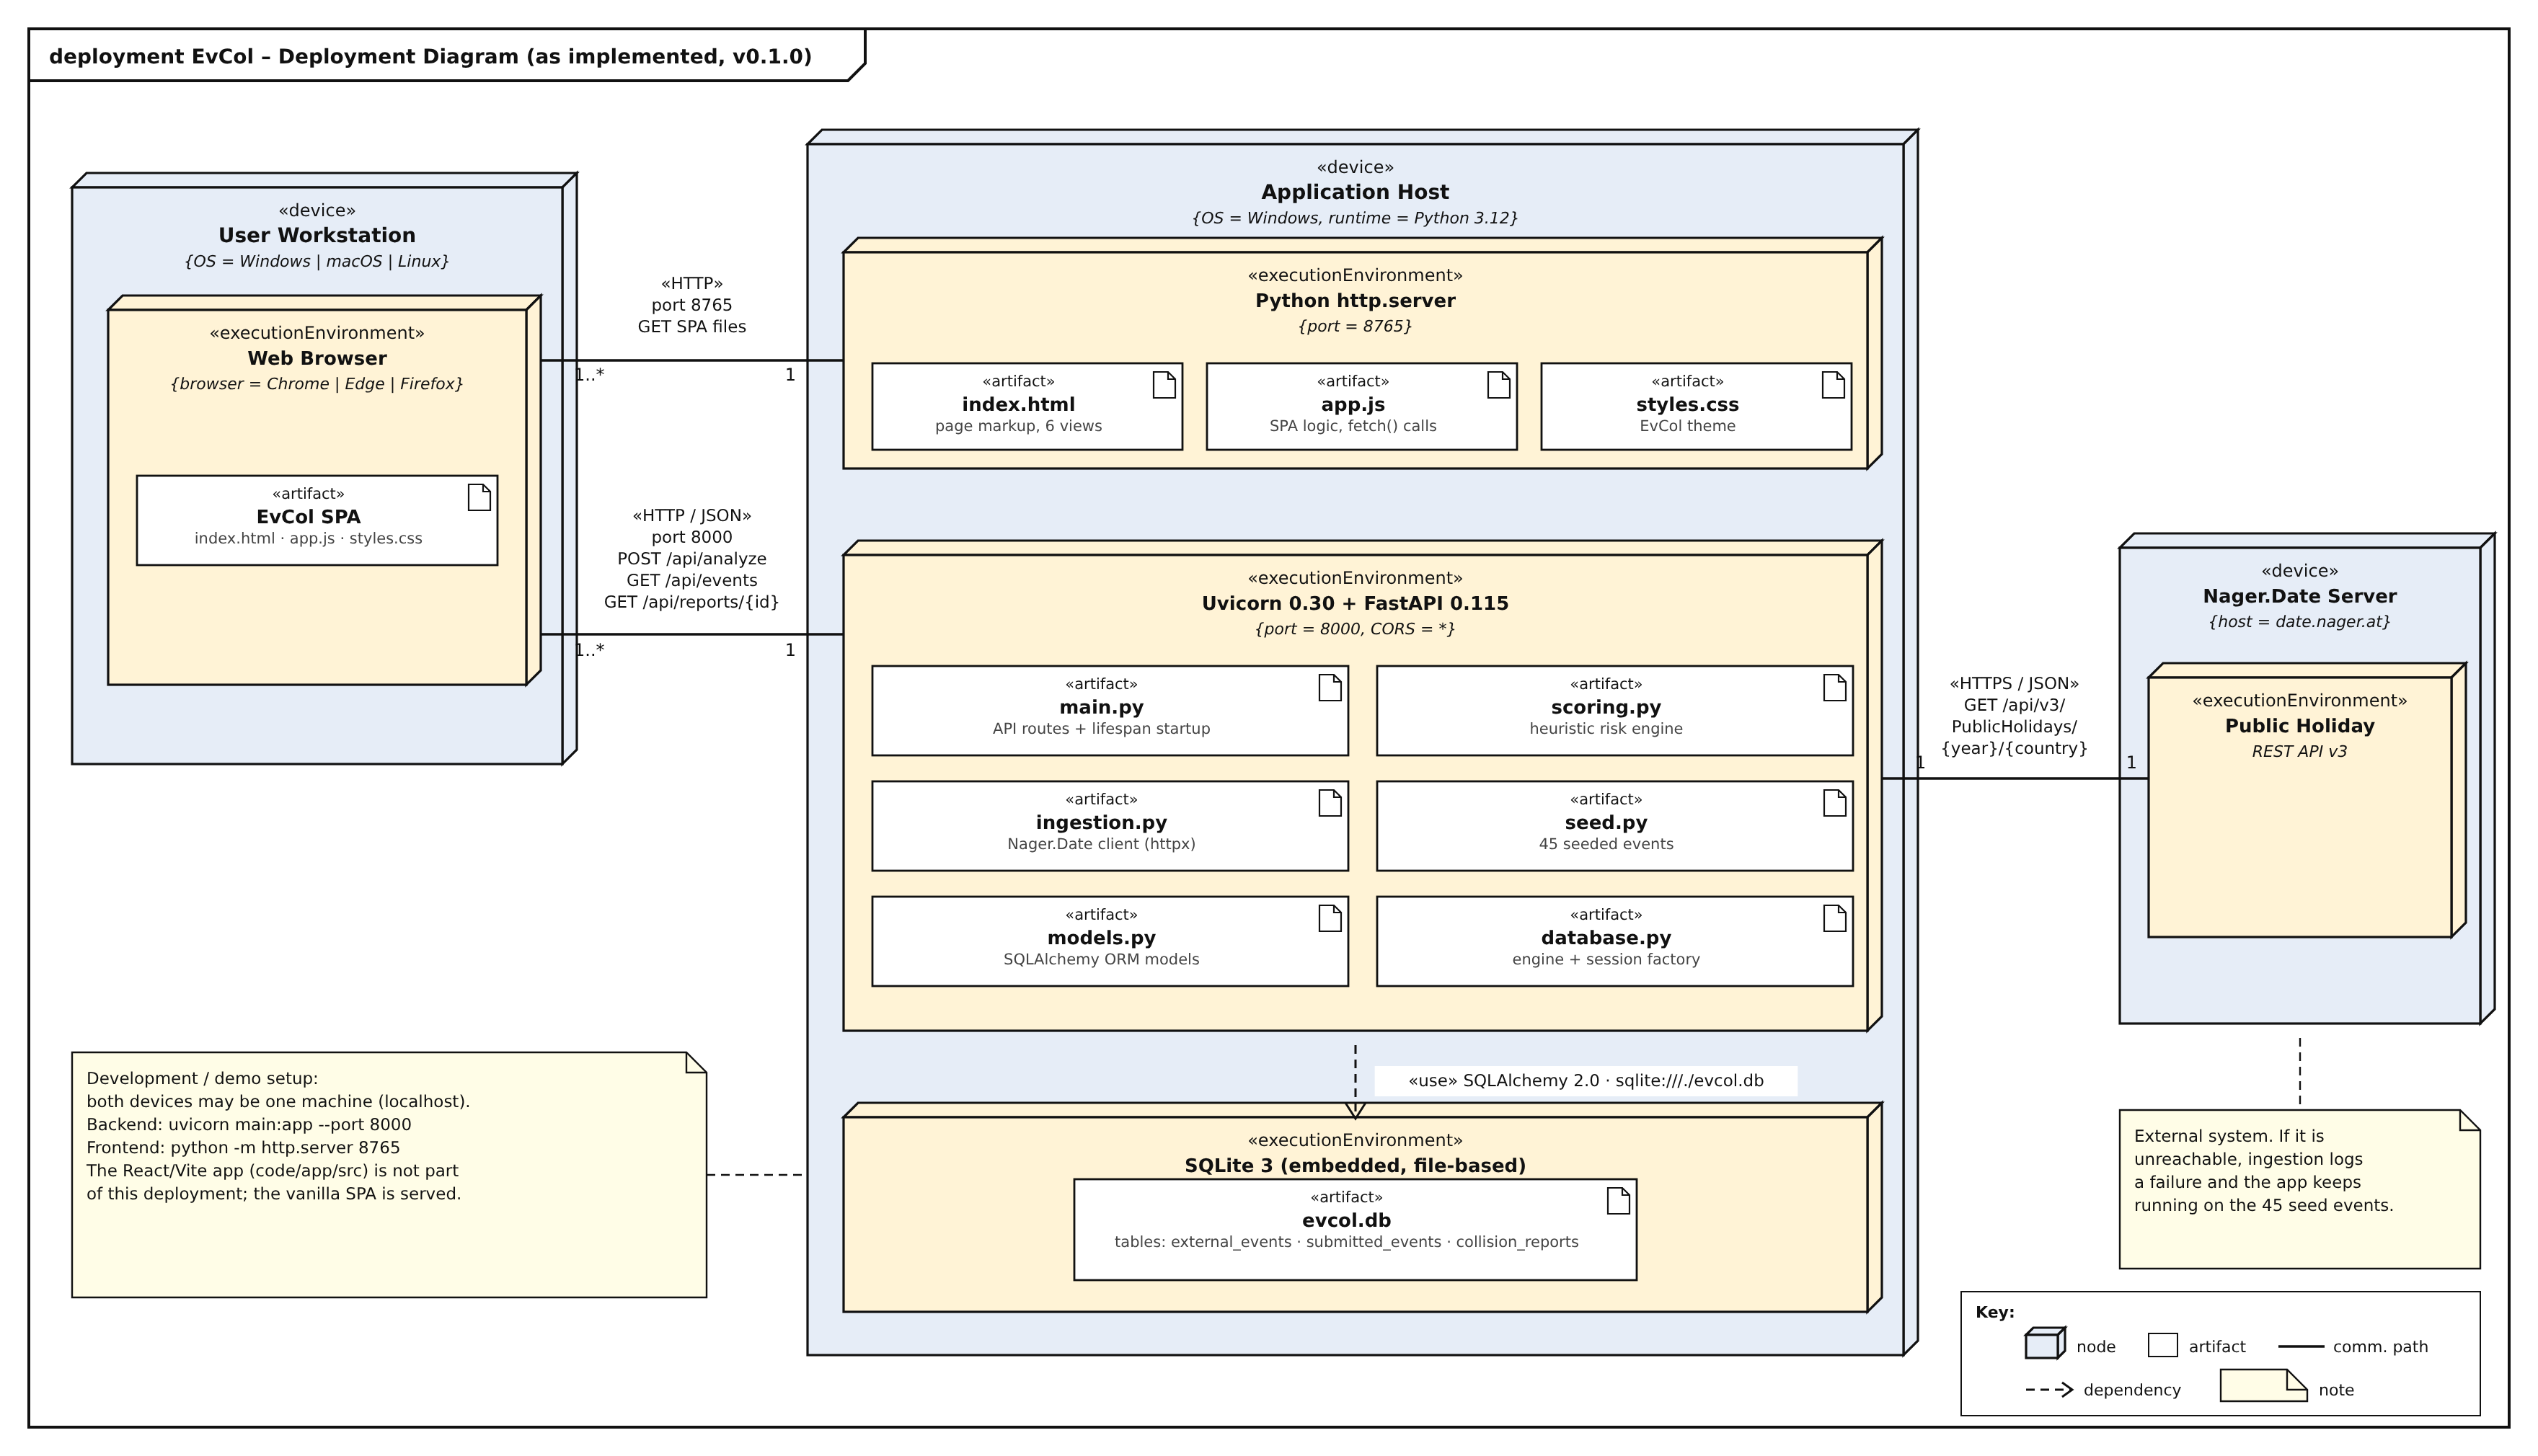 deployment EvCol – Deployment Diagram (as implemented, v0.1.0)
«device»
User Workstation
{OS = Windows | macOS | Linux}
«executionEnvironment»
Web Browser
{browser = Chrome | Edge | Firefox}
«artifact»
EvCol SPA
index.html · app.js · styles.css
«HTTP»
port 8765
GET SPA files
1..*
1
«HTTP / JSON»
port 8000
POST /api/analyze
GET /api/events
GET /api/reports/{id}
1..*
1
«device»
Application Host
{OS = Windows, runtime = Python 3.12}
«executionEnvironment»
Python http.server
{port = 8765}
«artifact»
index.html
page markup, 6 views
«artifact»
app.js
SPA logic, fetch() calls
«artifact»
styles.css
EvCol theme
«executionEnvironment»
Uvicorn 0.30 + FastAPI 0.115
{port = 8000, CORS = *}
«artifact»
main.py
API routes + lifespan startup
«artifact»
scoring.py
heuristic risk engine
«artifact»
ingestion.py
Nager.Date client (httpx)
«artifact»
seed.py
45 seeded events
«artifact»
models.py
SQLAlchemy ORM models
«artifact»
database.py
engine + session factory
«use» SQLAlchemy 2.0 · sqlite:///./evcol.db
«executionEnvironment»
SQLite 3 (embedded, file-based)
«artifact»
evcol.db
tables: external_events · submitted_events · collision_reports
«HTTPS / JSON»
GET /api/v3/
PublicHolidays/
{year}/{country}
1
1
«device»
Nager.Date Server
{host = date.nager.at}
«executionEnvironment»
Public Holiday
REST API v3
Development / demo setup:
both devices may be one machine (localhost).
Backend: uvicorn main:app --port 8000
Frontend: python -m http.server 8765
The React/Vite app (code/app/src) is not part
of this deployment; the vanilla SPA is served.
External system. If it is
unreachable, ingestion logs
a failure and the app keeps
running on the 45 seed events.
Key:
node
artifact
comm. path
dependency
note